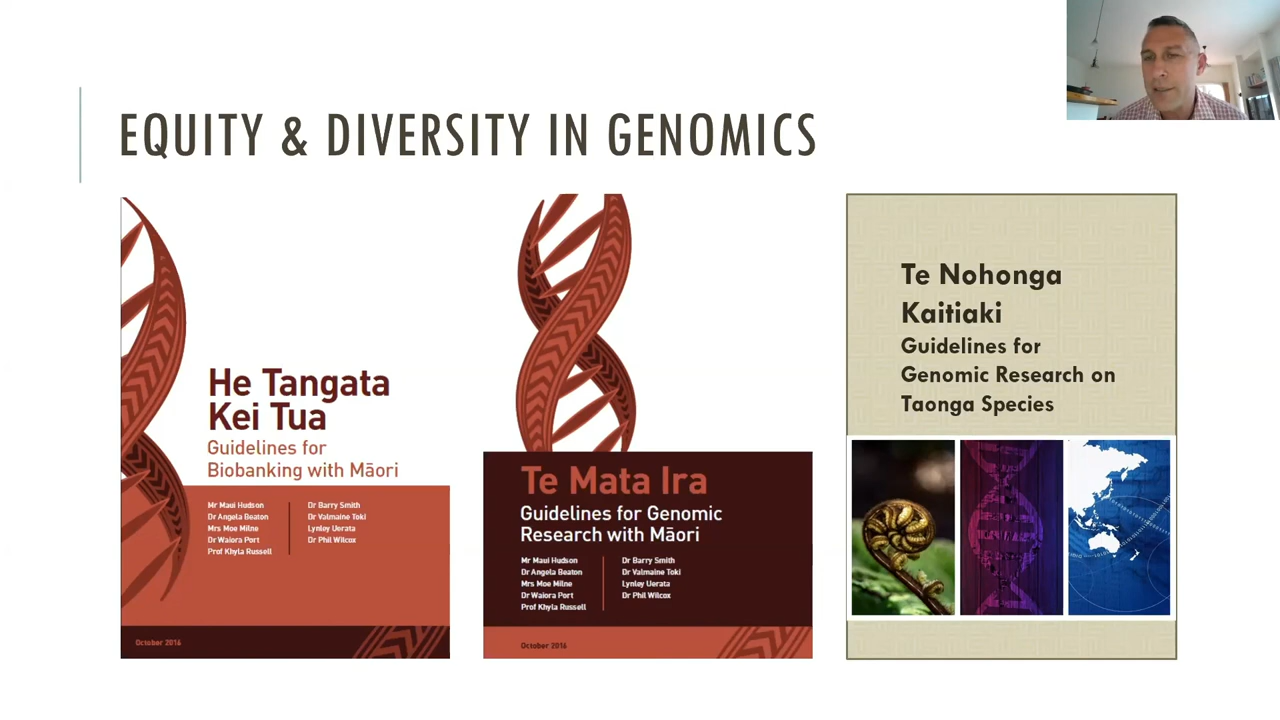 EQUITY & DIVERSITY IN GENOMICS
He Tangata
Kei Tua
Guidelines for
Biobanking with Māori
Mr Maui Hudson
Dr Angela Beaton
Mrs Moe Milne
Dr Waiora Port
Prof Khyla Russell
Dr Barry Smith
Dr Valmaine Toki
Lynley Uerata
Dr Phil Wilcox
October 2016
Te Mata Ira
Guidelines for Genomic
Research with Māori
Mr Maui Hudson
Dr Angela Beaton
Mrs Moe Milne
Dr Waiora Port
Prof Khyla Russell
Dr Barry Smith
Dr Valmaine Toki
Lynley Uerata
Dr Phil Wilcox
October 2016
Te Nohonga
Kaitiaki
Guidelines for
Genomic Research on
Taonga Species